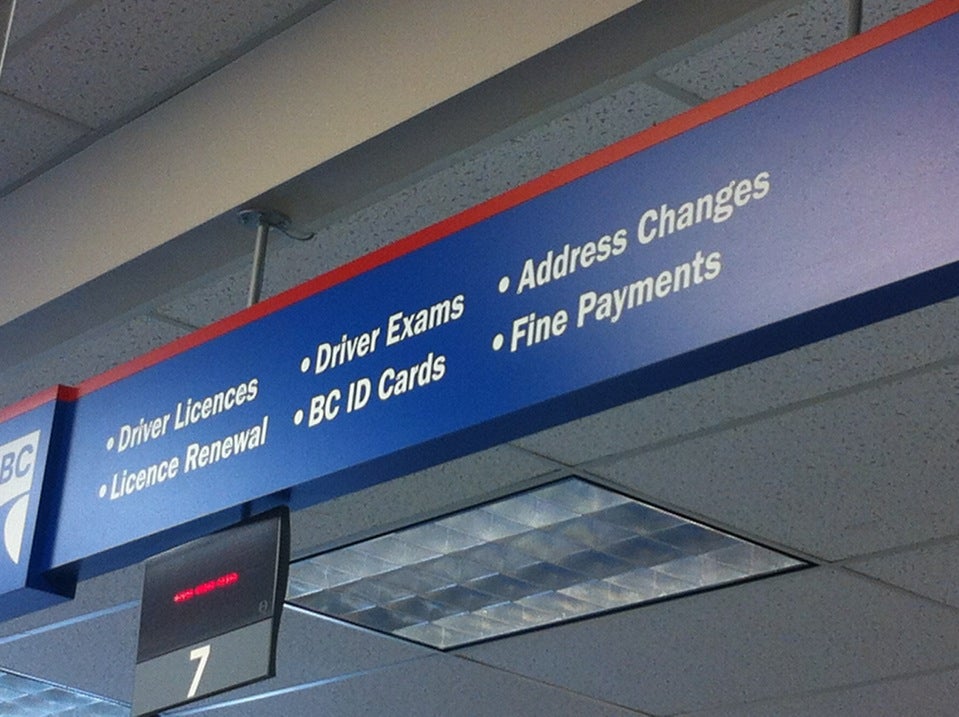 BC
• Driver Licences
• Licence Renewal
• Driver Exams
• BC ID Cards
• Address Changes
• Fine Payments
7